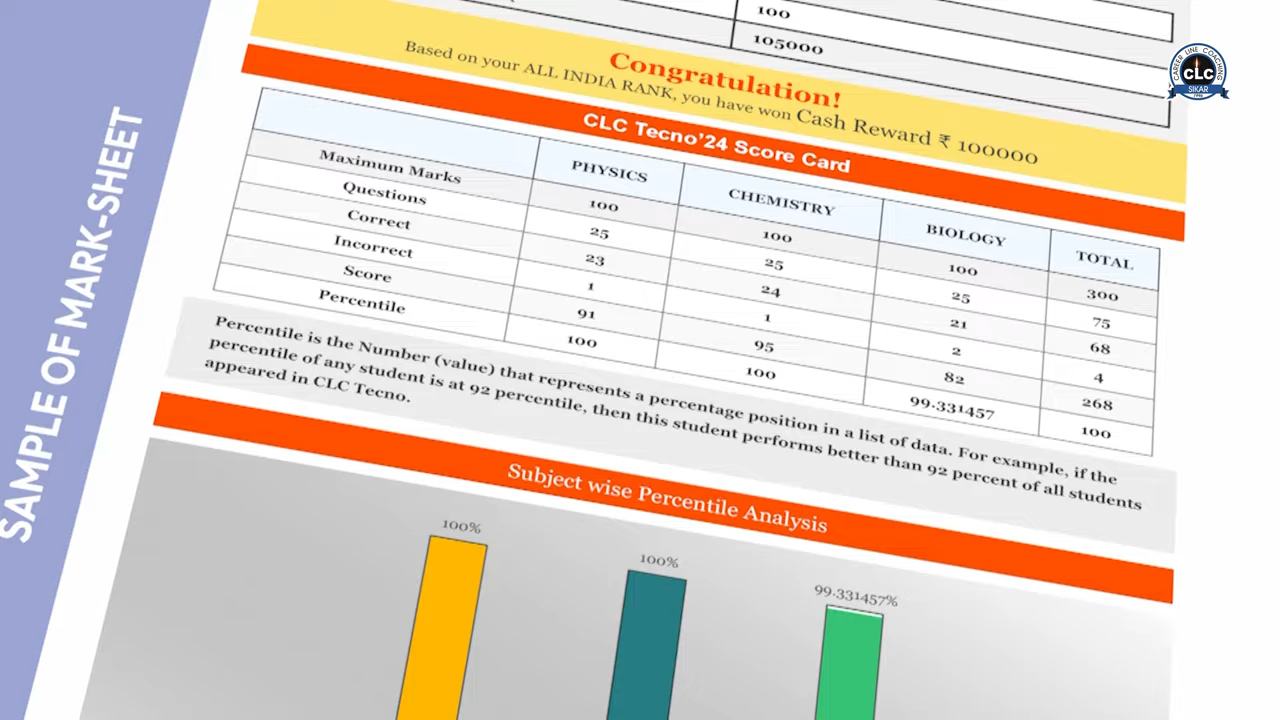 SAMPLE OF MARK-SHEET
100
105000
Congratulation!
Based on your ALL INDIA RANK, you have won Cash Reward ₹ 100000
CLC Tecno'24 Score Card
PHYSICS CHEMISTRY BIOLOGY TOTAL
Maximum Marks 100 100 100 300
Questions 25 25 25 75
Correct 23 24 21 68
Incorrect 1 1 2 4
Score 91 95 82 268
Percentile 100 100 99.331457 100
Percentile is the Number (value) that represents a percentage position in a list of data. For example, if the
percentile of any student is at 92 percentile, then this student performs better than 92 percent of all students
appeared in CLC Tecno.
Subject wise Percentile Analysis
100%
100%
99.331457%
CAREER LINE COACHING
CLC
SIKAR